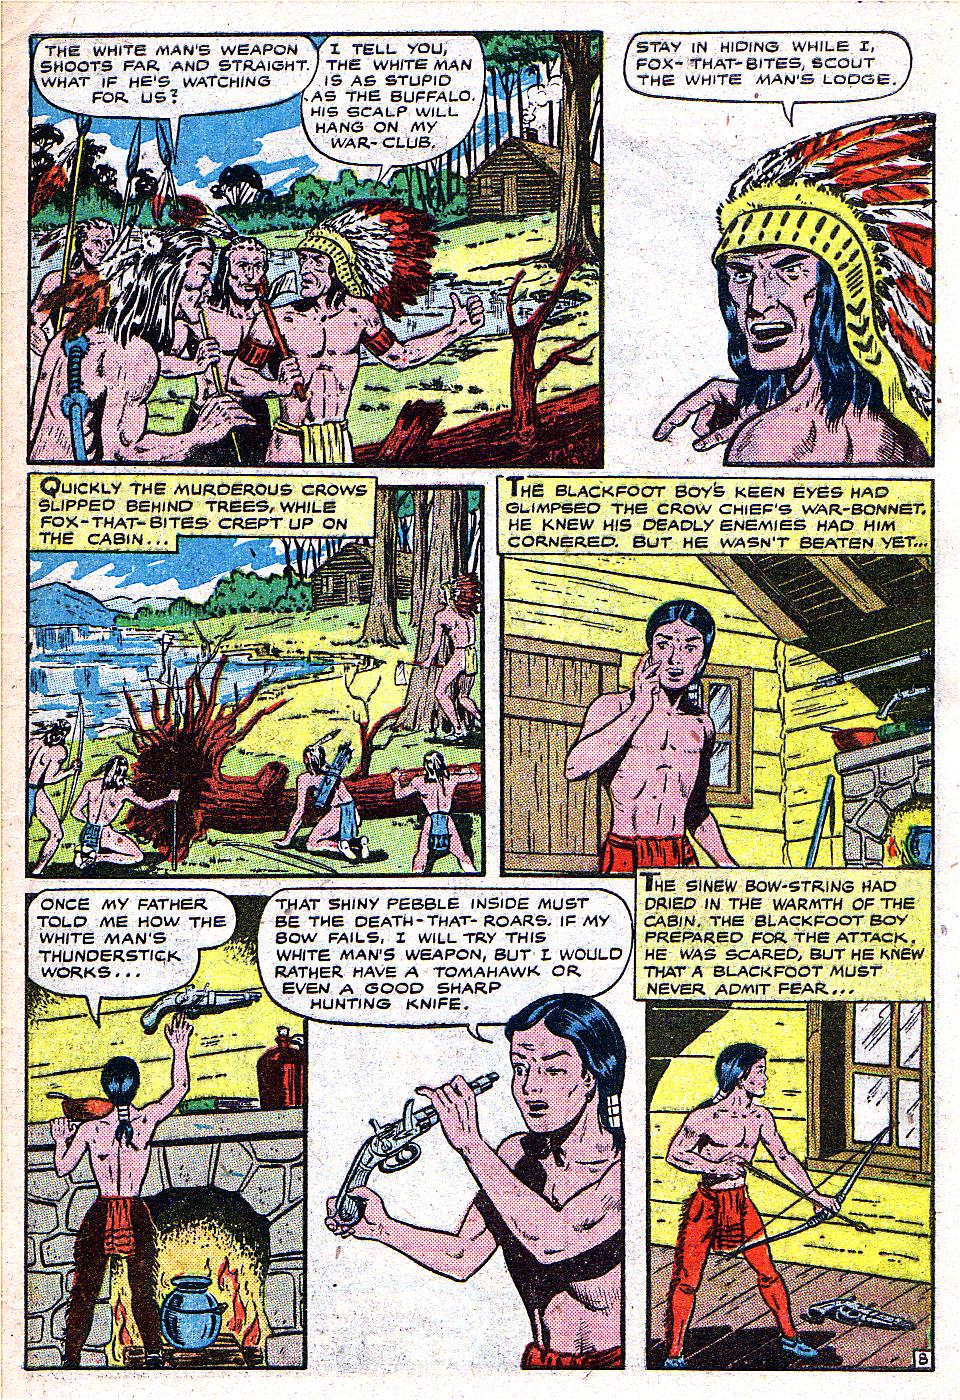 THE WHITE MAN'S WEAPON
SHOOTS FAR AND STRAIGHT.
WHAT IF HE'S WATCHING
FOR US?
I TELL YOU,
THE WHITE MAN
IS AS STUPID
AS THE BUFFALO.
HIS SCALP WILL
HANG ON MY
WAR-CLUB.
STAY IN HIDING WHILE I,
FOX-THAT-BITES, SCOUT
THE WHITE MAN'S LODGE.
QUICKLY THE MURDEROUS CROWS
SLIPPED BEHIND TREES, WHILE
FOX-THAT-BITES CREPT UP ON
THE CABIN...
THE BLACKFOOT BOY'S KEEN EYES HAD
GLIMPSED THE CROW CHIEF'S WAR-BONNET.
HE KNEW HIS DEADLY ENEMIES HAD HIM
CORNERED. BUT HE WASN'T BEATEN YET...
ONCE MY FATHER
TOLD ME HOW THE
WHITE MAN'S
THUNDERSTICK
WORKS...
THAT SHINY PEBBLE INSIDE MUST
BE THE DEATH-THAT-ROARS. IF MY
BOW FAILS, I WILL TRY THIS
WHITE MAN'S WEAPON, BUT I WOULD
RATHER HAVE A TOMAHAWK OR
EVEN A GOOD SHARP
HUNTING KNIFE.
THE SINEW BOW-STRING HAD
DRIED IN THE WARMTH OF THE
CABIN. THE BLACKFOOT BOY
PREPARED FOR THE ATTACK.
HE WAS SCARED, BUT HE KNEW
THAT A BLACKFOOT MUST
NEVER ADMIT FEAR...
8